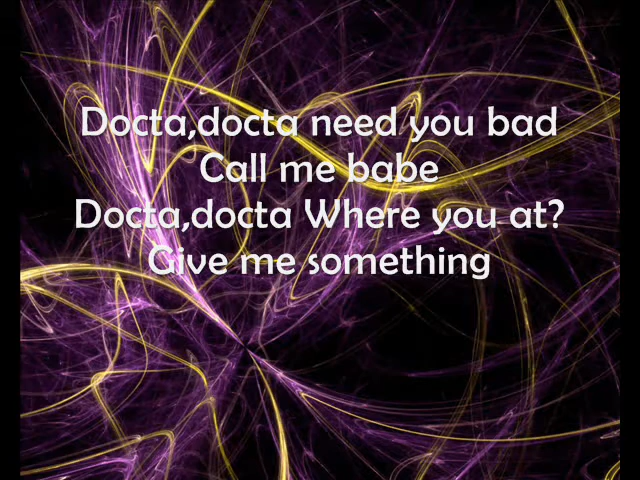 Docta,docta need you bad
Call me babe
Docta,docta Where you at?
Give me something